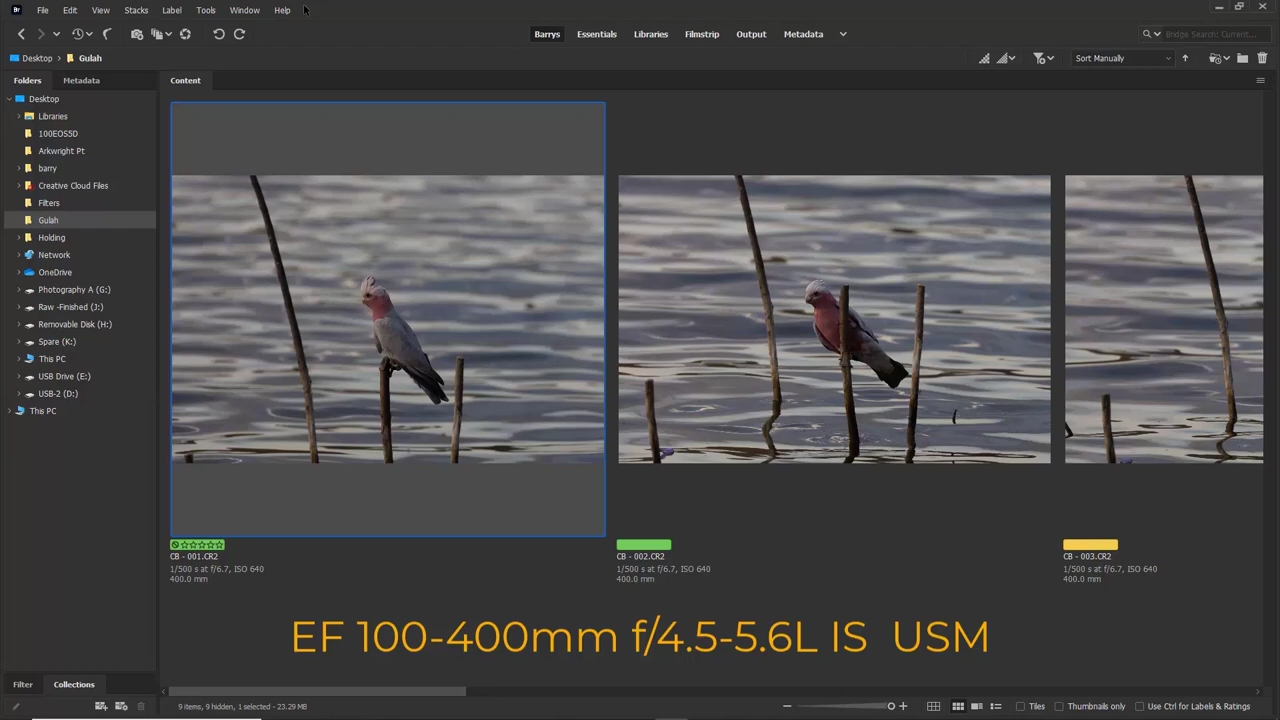 Br File Edit View Stacks Label Tools Window Help
Barrys Essentials Libraries Filmstrip Output Metadata
Bridge Search: Current...
Desktop Gulah
Sort Manually
Folders Metadata
Content
Desktop
Libraries
100EOS5D
Arkwright Pt
barry
Creative Cloud Files
Filters
Gulah
Holding
Network
OneDrive
Photography A (G:)
Raw -Finished (J:)
Removable Disk (H:)
Spare (K:)
This PC
USB Drive (E:)
USB-2 (D:)
This PC
CB - 001.CR2
1/500 s at f/6.7, ISO 640
400.0 mm
CB - 002.CR2
1/500 s at f/6.7, ISO 640
400.0 mm
CB - 003.CR2
1/500 s at f/6.7, ISO 640
400.0 mm
EF 100-400mm f/4.5-5.6L IS USM
Filter Collections
9 items, 9 hidden, 1 selected - 23.29 MB
Tiles Thumbnails only Use Ctrl for Labels & Ratings